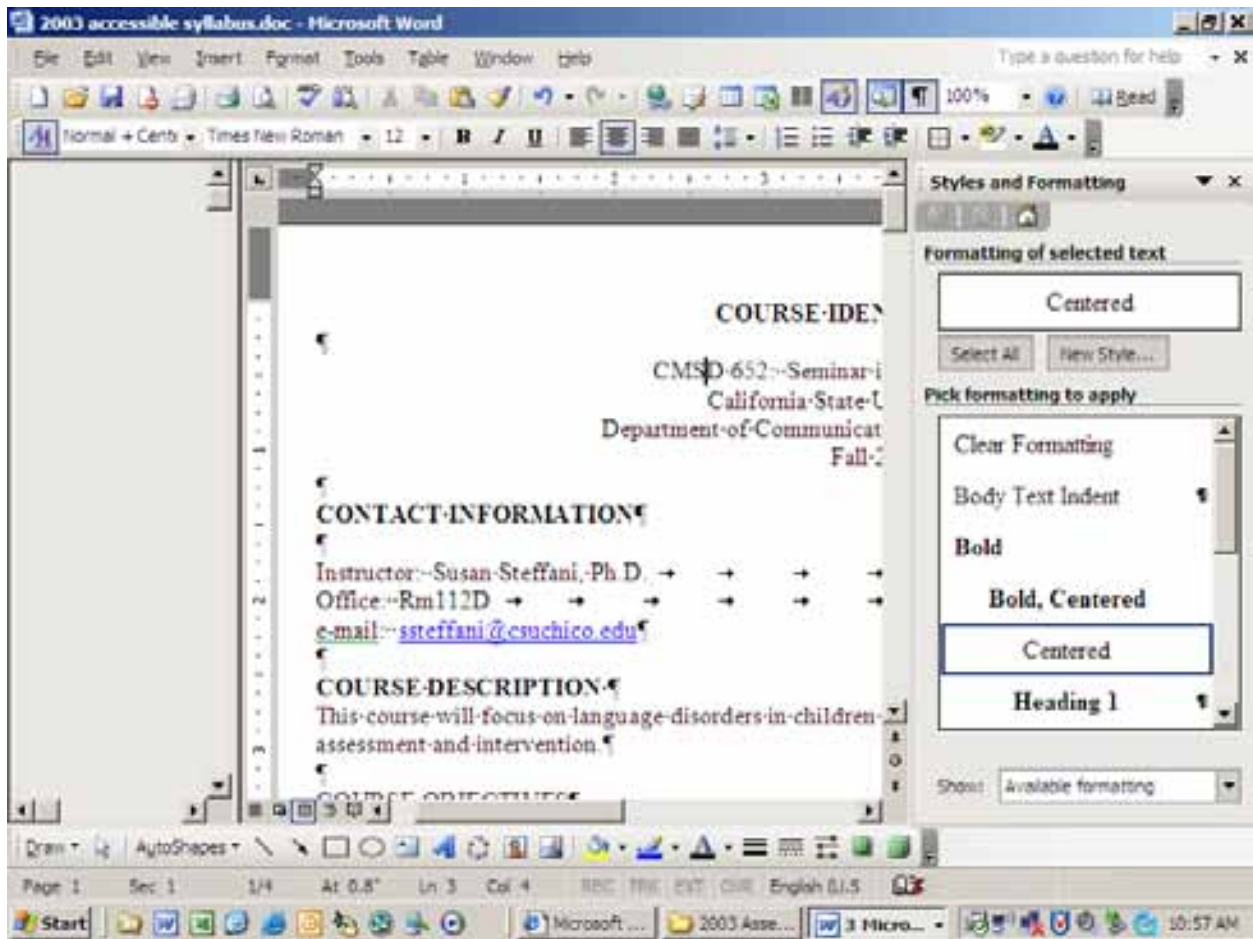 2003 accessible syllabus.doc - Microsoft Word
File Edit View Insert Format Tools Table Window Help Type a question for help
100% Read
Normal + Cente Times New Roman 12 B I U
Styles and Formatting
Formatting of selected text
Centered
Select All New Style...
Pick formatting to apply
Clear Formatting
Body Text Indent ¶
Bold
Bold, Centered
Centered
Heading 1 ¶
Show: Available formatting
COURSE·IDEN
¶
CMSD·652:··Seminar·i
California·State·U
Department·of·Communicat
Fall·2
¶
CONTACT·INFORMATION¶
¶
Instructor:··Susan·Steffani,·Ph.D. → → → →
Office:··Rm112D → → → → → →
e-mail:··ssteffani@csuchico.edu¶
¶
COURSE·DESCRIPTION·¶
This·course·will·focus·on·language·disorders·in·children·
assessment·and·intervention.¶
¶
COURSE OBJECTIVES¶
Draw AutoShapes
Page 1 Sec 1 1/4 At 0.8" Ln 3 Col 4 REC TRK EXT OVR English (U.S
Start Microsoft ... 2003 Asse... 3 Micro... 10:57 AM